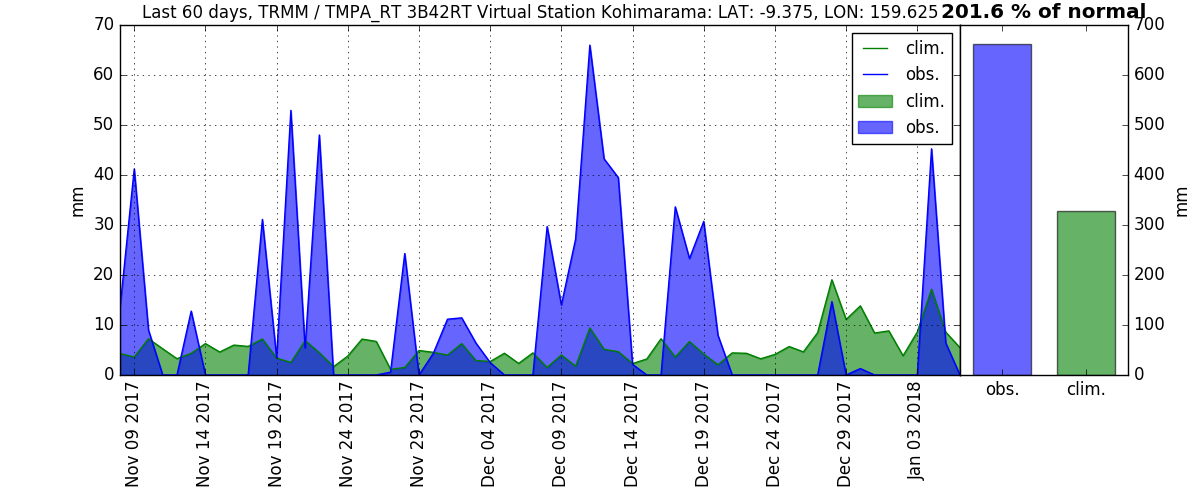 Last 60 days, TRMM / TMPA_RT 3B42RT Virtual Station Kohimarama: LAT: -9.375, LON: 159.625
201.6 % of normal
70
60
50
40
30
20
10
0
mm
clim.
obs.
clim.
obs.
Nov 09 2017
Nov 14 2017
Nov 19 2017
Nov 24 2017
Nov 29 2017
Dec 04 2017
Dec 09 2017
Dec 14 2017
Dec 19 2017
Dec 24 2017
Dec 29 2017
Jan 03 2018
700
600
500
400
300
200
100
0
mm
obs.
clim.